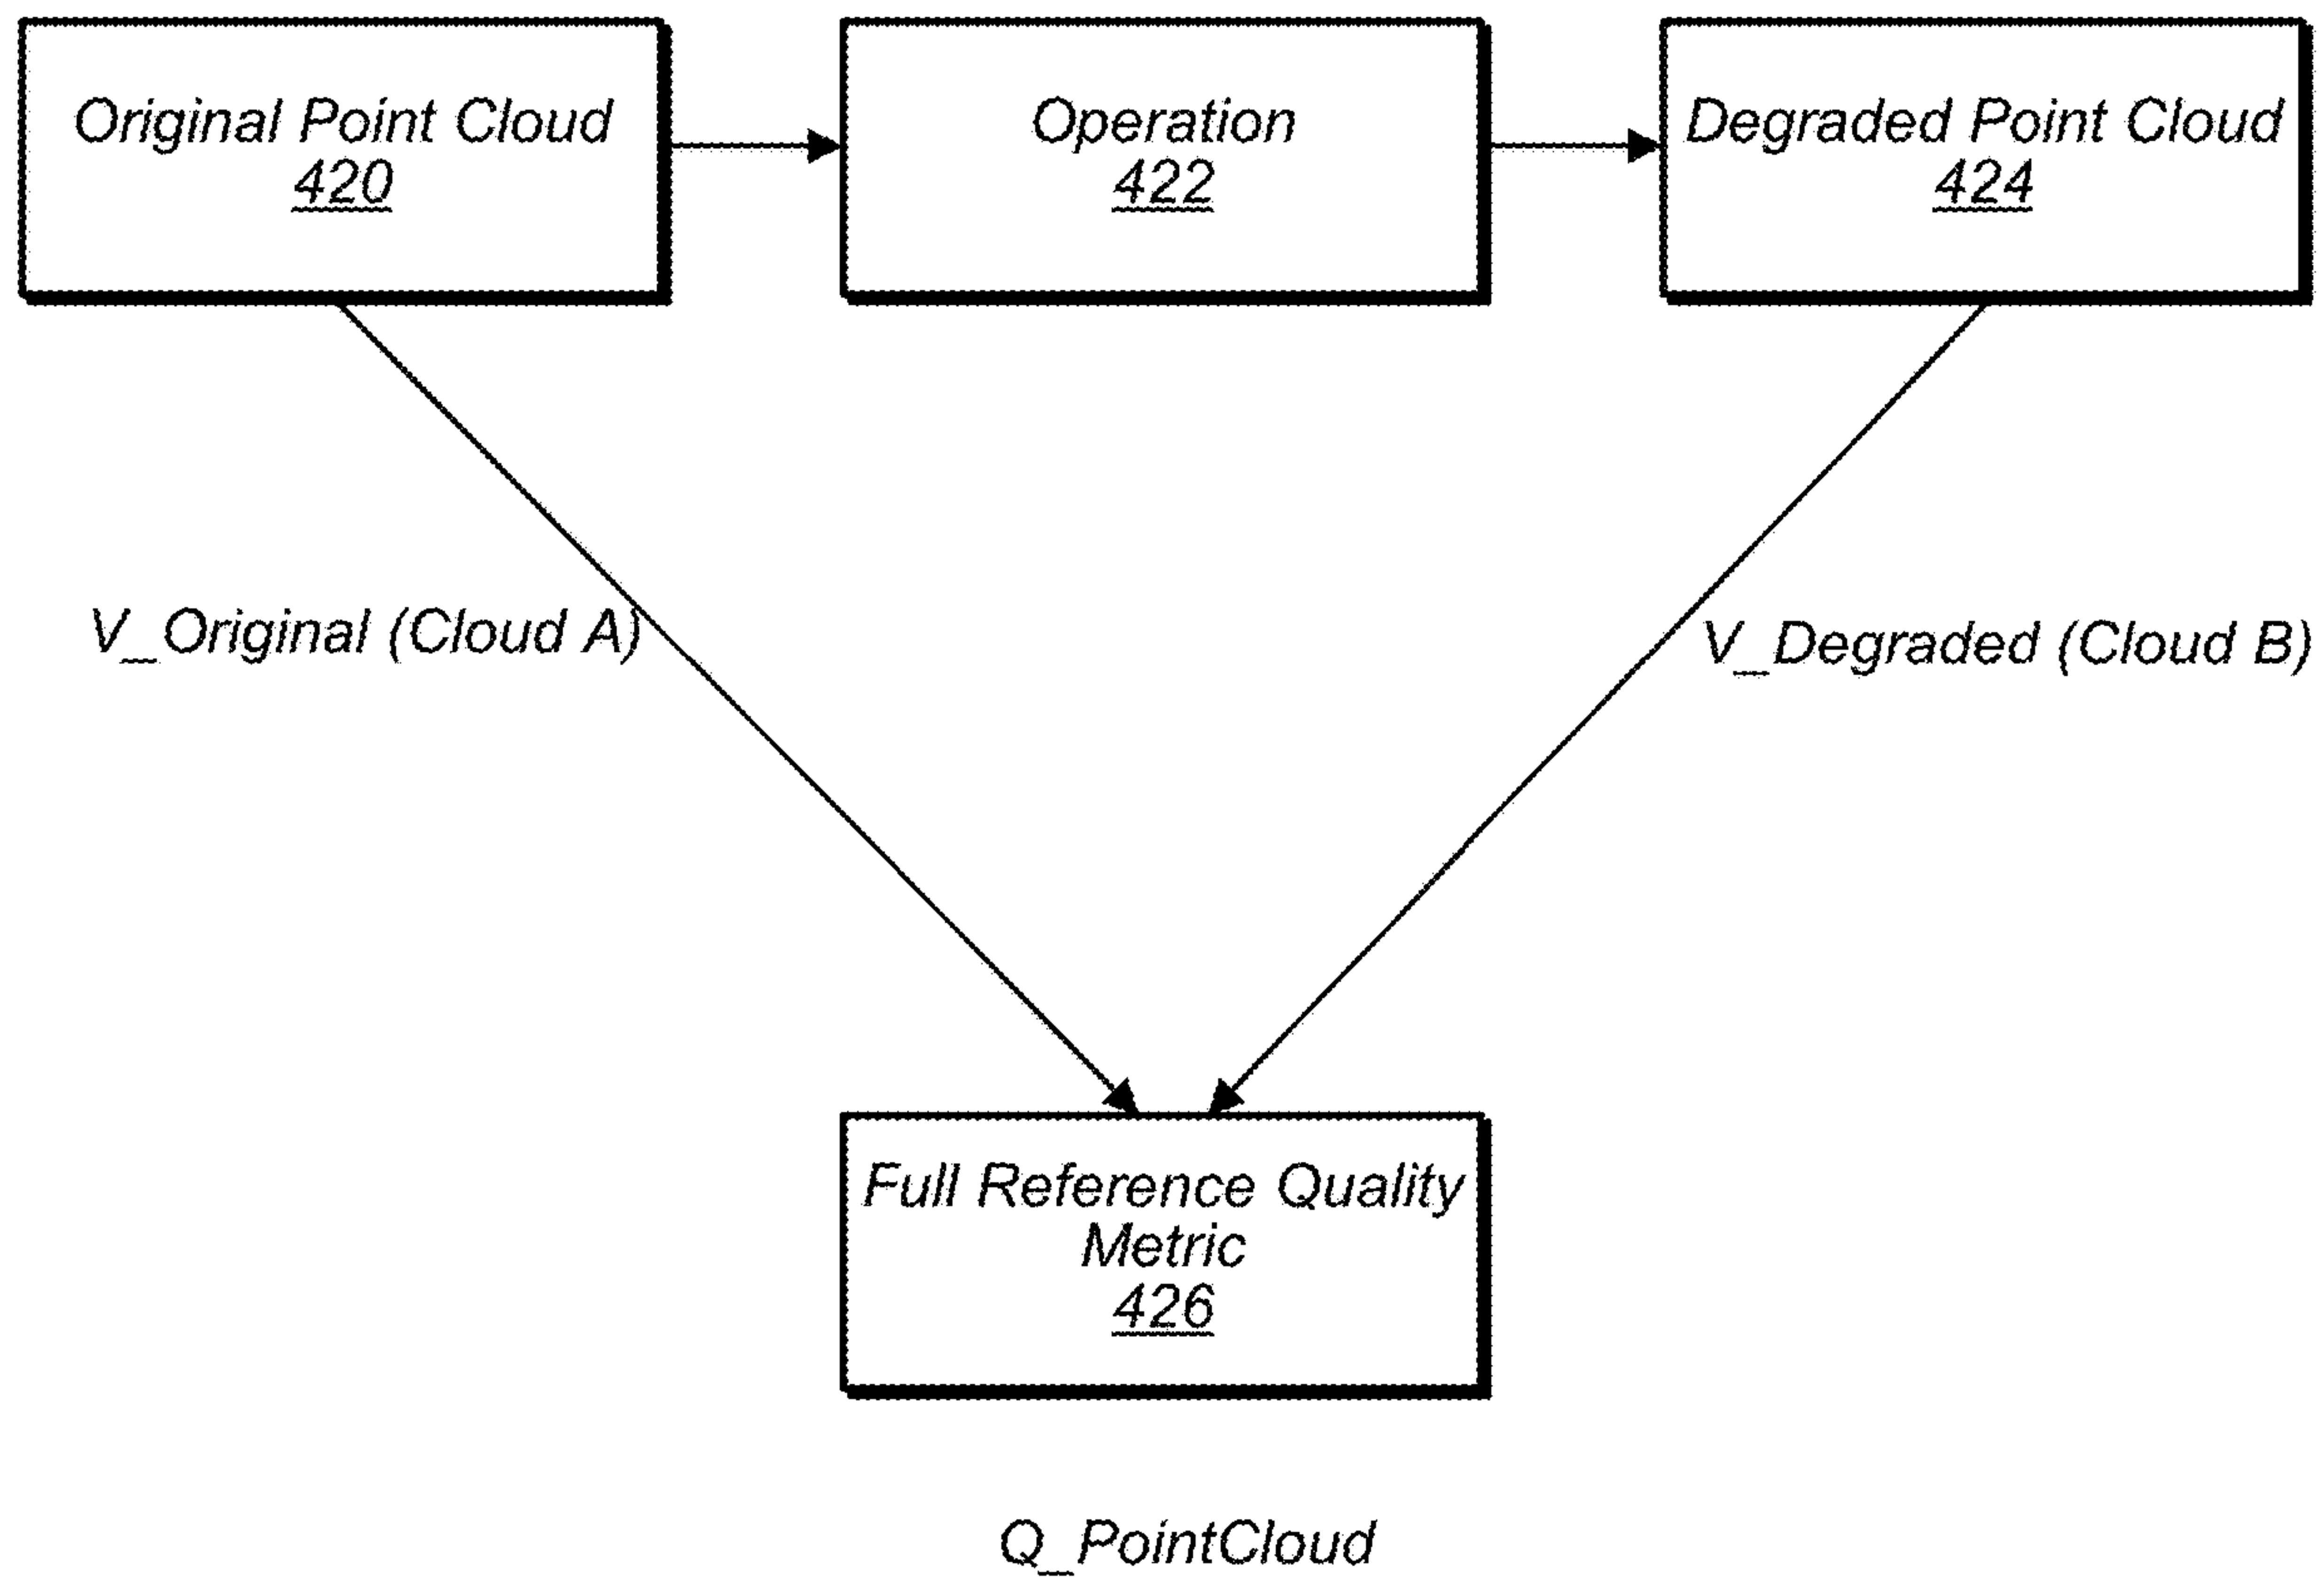 Original Point Cloud
420
Operation
422
Degraded Point Cloud
424
V_Original (Cloud A)
V_Degraded (Cloud B)
Full Reference Quality
Metric
426
Q_PointCloud